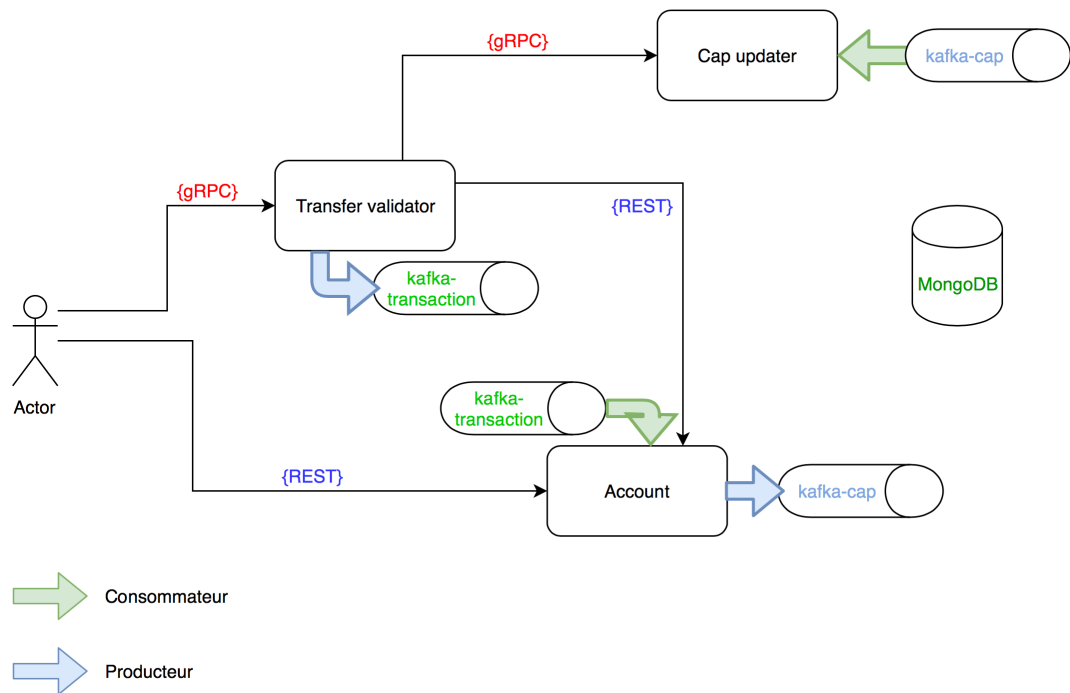 {gRPC}
Cap updater
kafka-cap
{gRPC}
Transfer validator
{REST}
kafka-
transaction
MongoDB
Actor
kafka-
transaction
{REST}
Account
kafka-cap
Consommateur
Producteur